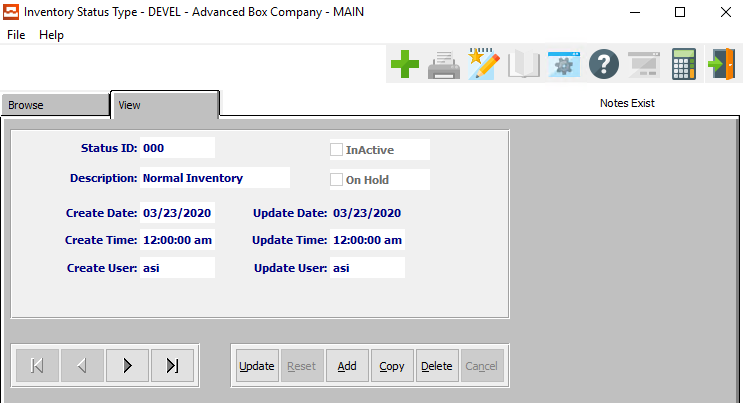 Inventory Status Type - DEVEL - Advanced Box Company - MAIN
File Help
Browse View Notes Exist
Status ID: 000 InActive
Description: Normal Inventory On Hold
Create Date: 03/23/2020 Update Date: 03/23/2020
Create Time: 12:00:00 am Update Time: 12:00:00 am
Create User: asi Update User: asi
Update Reset Add Copy Delete Cancel